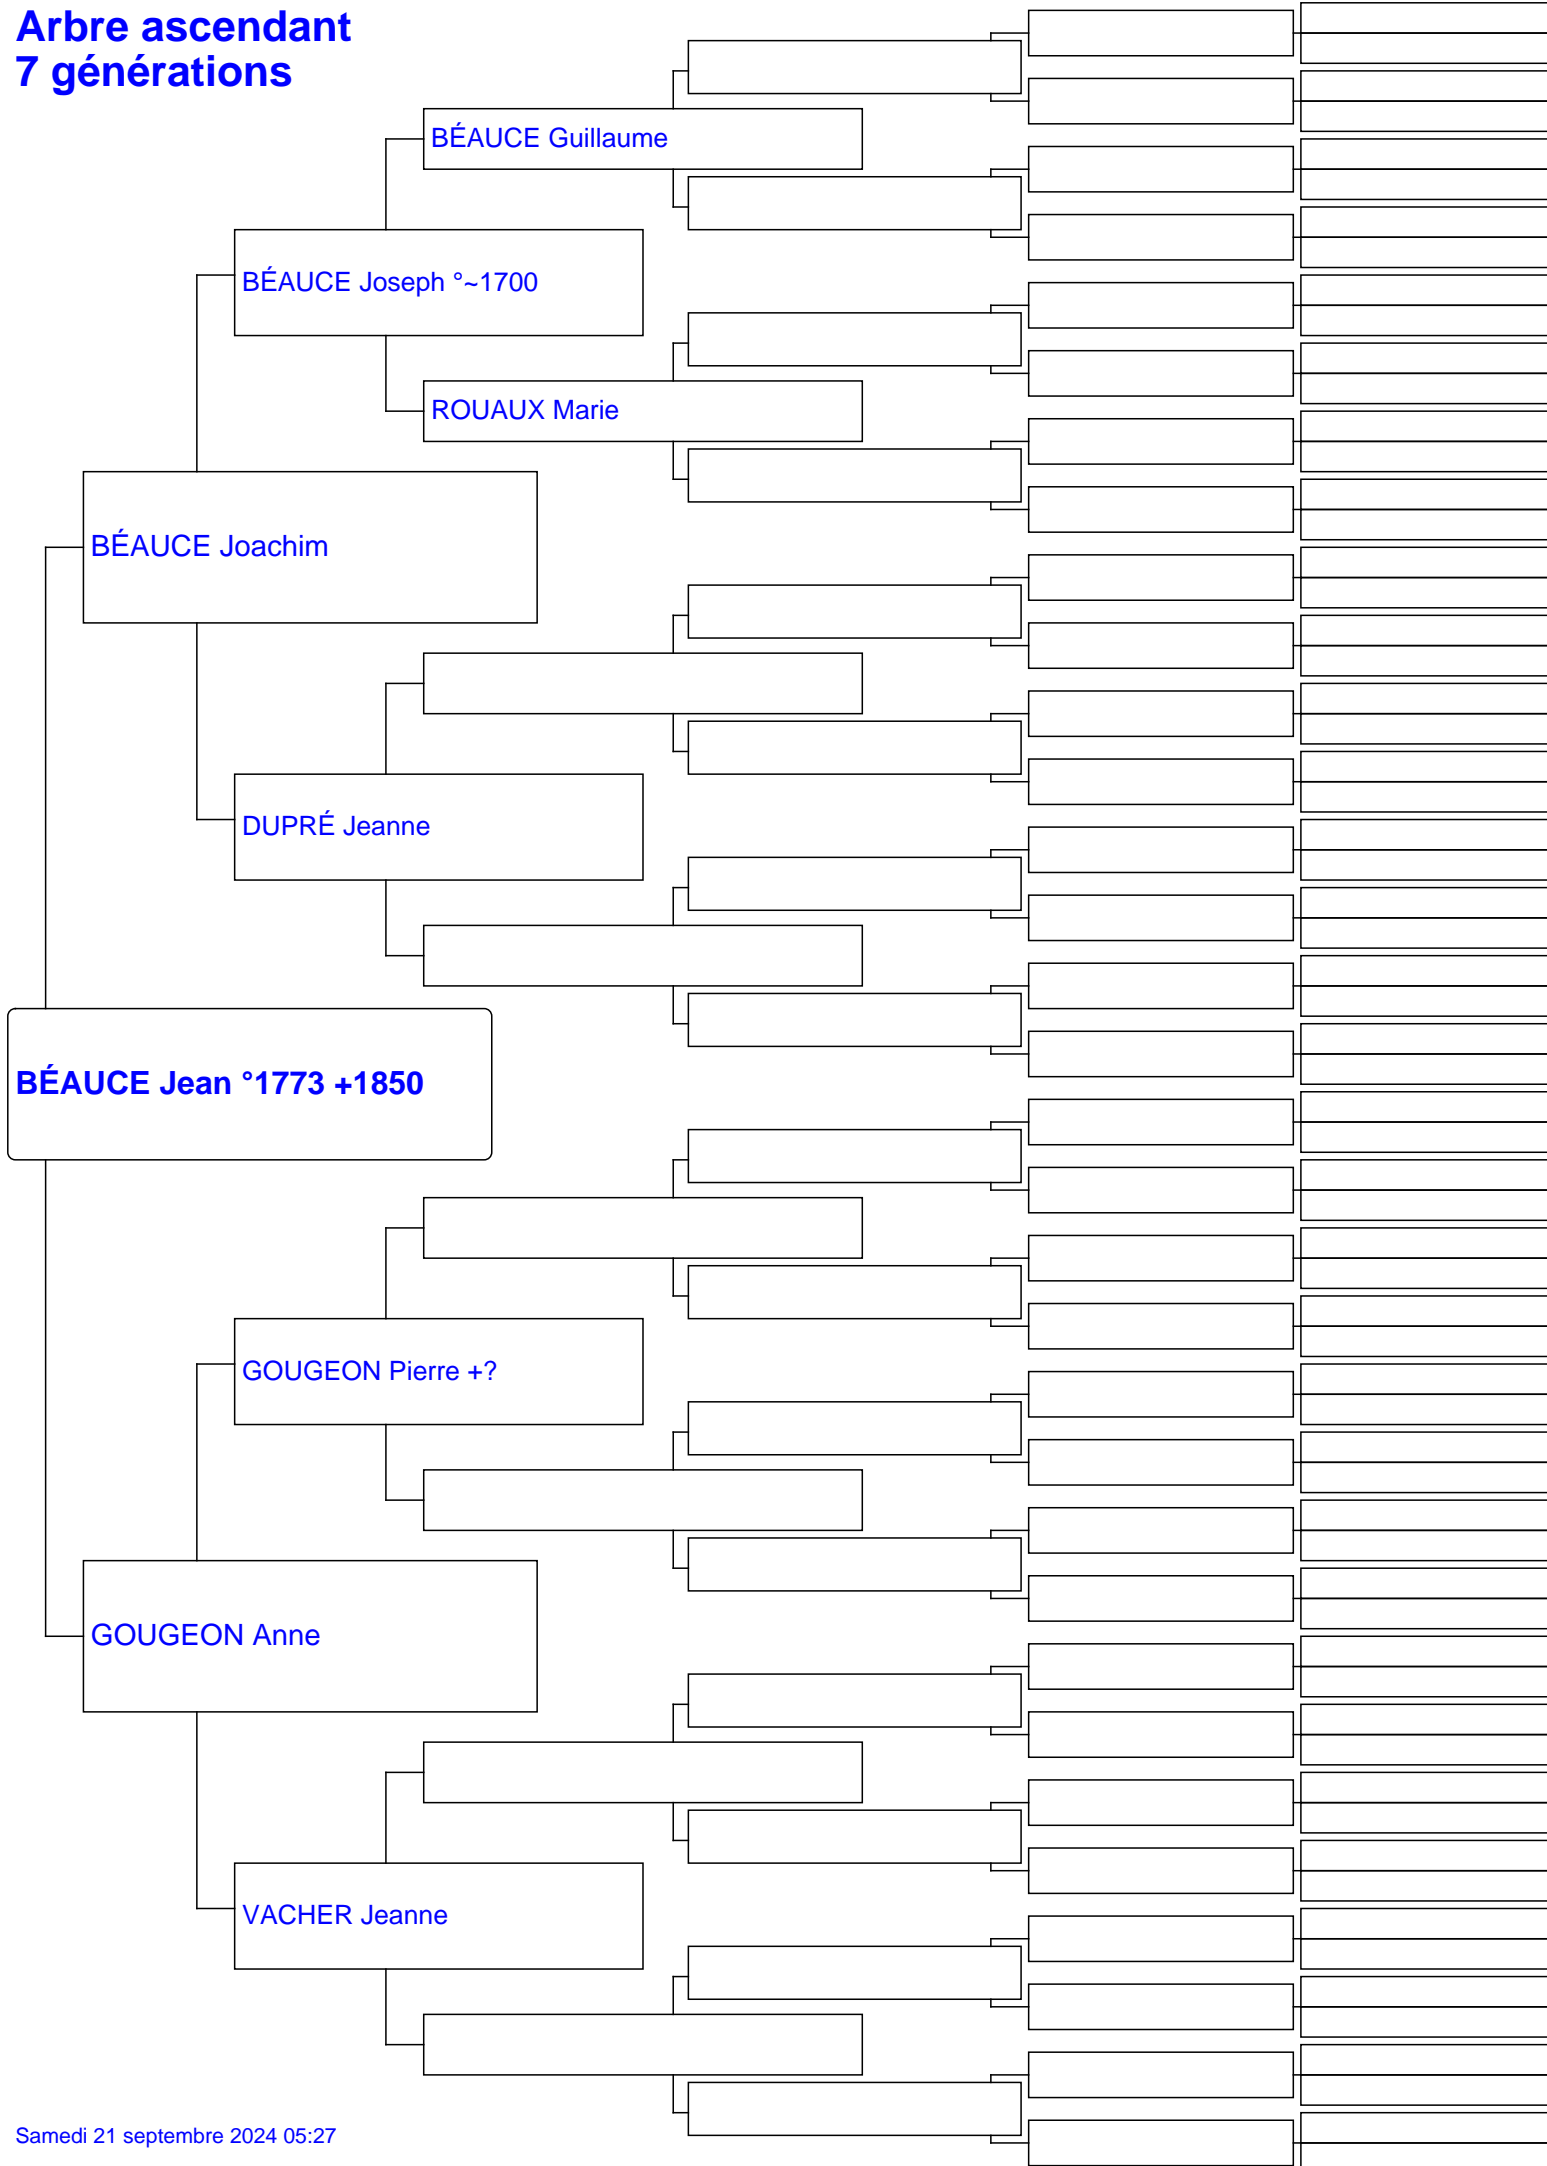 Arbre ascendant
7 générations
BÉAUCE Guillaume
BÉAUCE Joseph °~1700
ROUAUX Marie
BÉAUCE Joachim
DUPRÉ Jeanne
BÉAUCE Jean °1773 +1850
GOUGEON Pierre +?
GOUGEON Anne
VACHER Jeanne
Samedi 21 septembre 2024 05:27